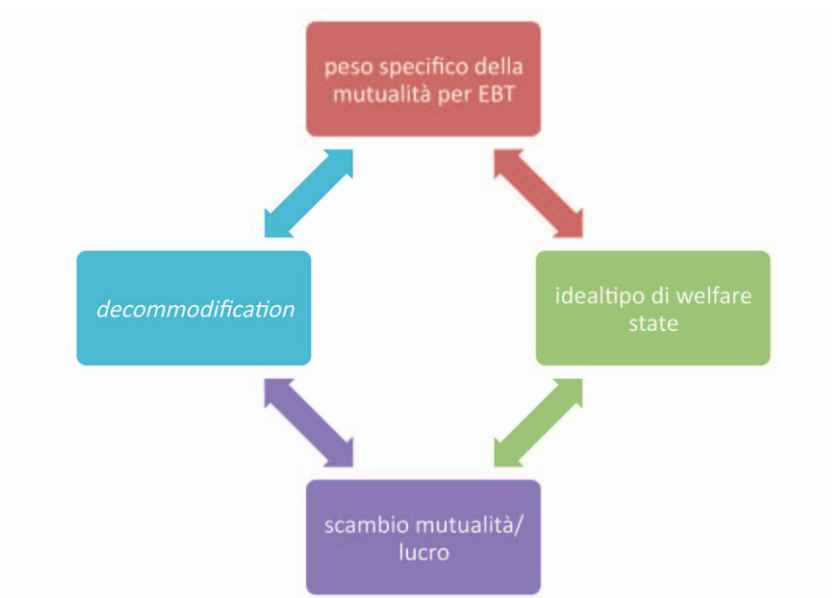 peso specifico della
mutualità per EBT
decommodification
idealtipo di welfare
state
scambio mutualità/
lucro